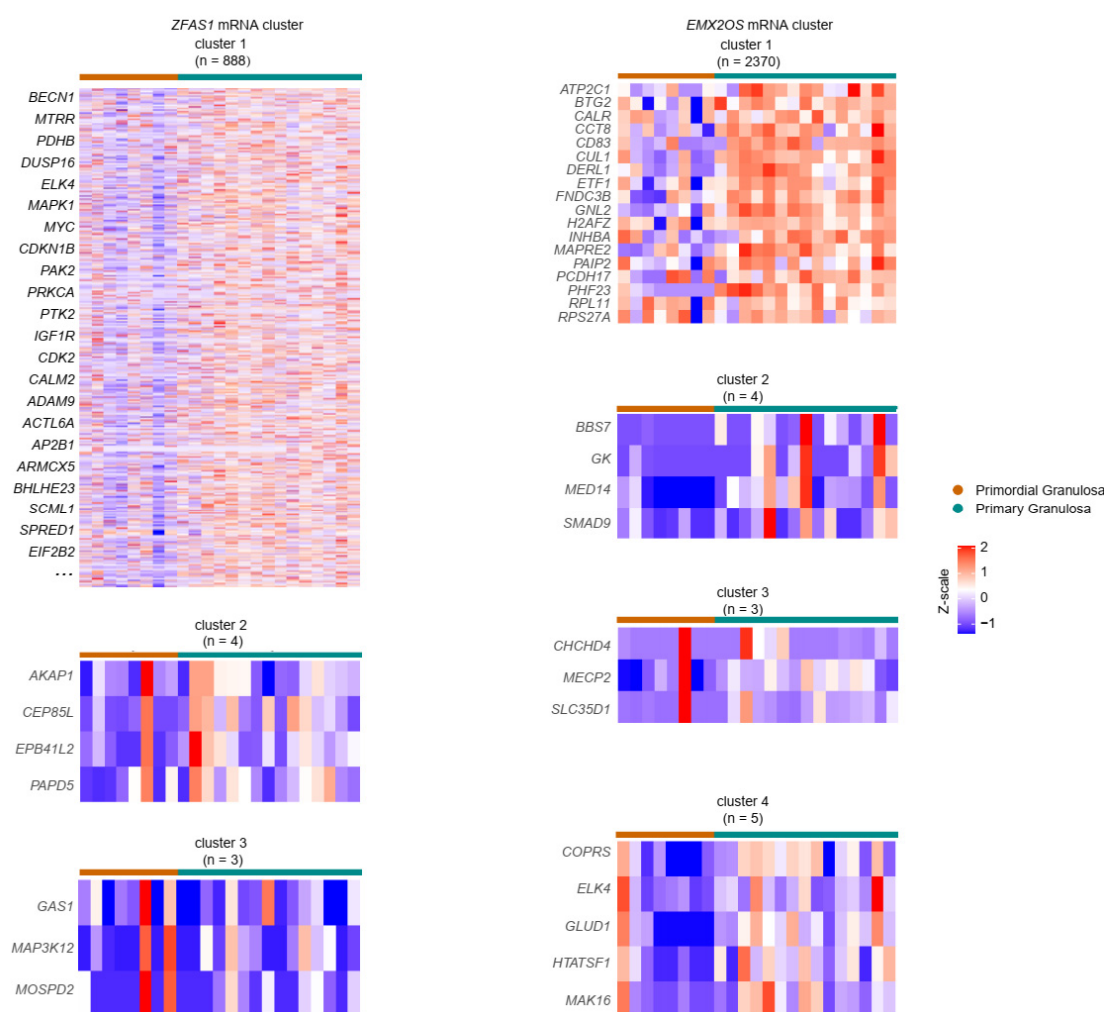 ZFAS1 mRNA cluster
cluster 1
(n = 888)
BECN1
MTRR
PDHB
DUSP16
ELK4
MAPK1
MYC
CDKN1B
PAK2
PRKCA
PTK2
IGF1R
CDK2
CALM2
ADAM9
ACTL6A
AP2B1
ARMCX5
BHLHE23
SCML1
SPRED1
EIF2B2
...
cluster 2
(n = 4)
AKAP1
CEP85L
EPB41L2
PAPD5
cluster 3
(n = 3)
GAS1
MAP3K12
MOSPD2
EMX2OS mRNA cluster
cluster 1
(n = 2370)
ATP2C1
BTG2
CALR
CCT8
CD83
CUL1
DERL1
ETF1
FNDC3B
GNL2
H2AFZ
INHBA
MAPRE2
PAIP2
PCDH17
PHF23
RPL11
RPS27A
cluster 2
(n = 4)
BBS7
GK
MED14
SMAD9
cluster 3
(n = 3)
CHCHD4
MECP2
SLC35D1
cluster 4
(n = 5)
COPRS
ELK4
GLUD1
HTATSF1
MAK16
Primordial Granulosa
Primary Granulosa
Z-scale
2
1
0
−1